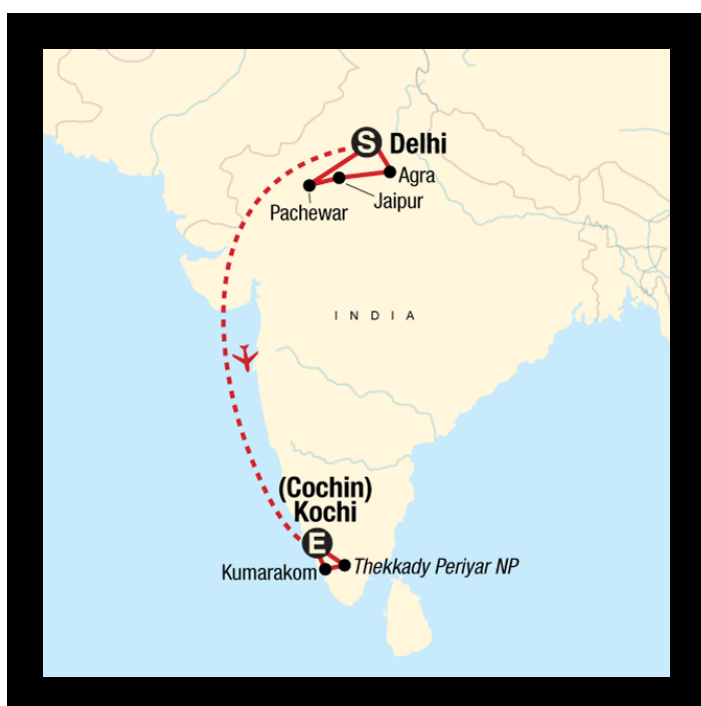 S Delhi
Agra
Jaipur
Pachewar
INDIA
(Cochin)
Kochi
E
Kumarakom
Thekkady Periyar NP